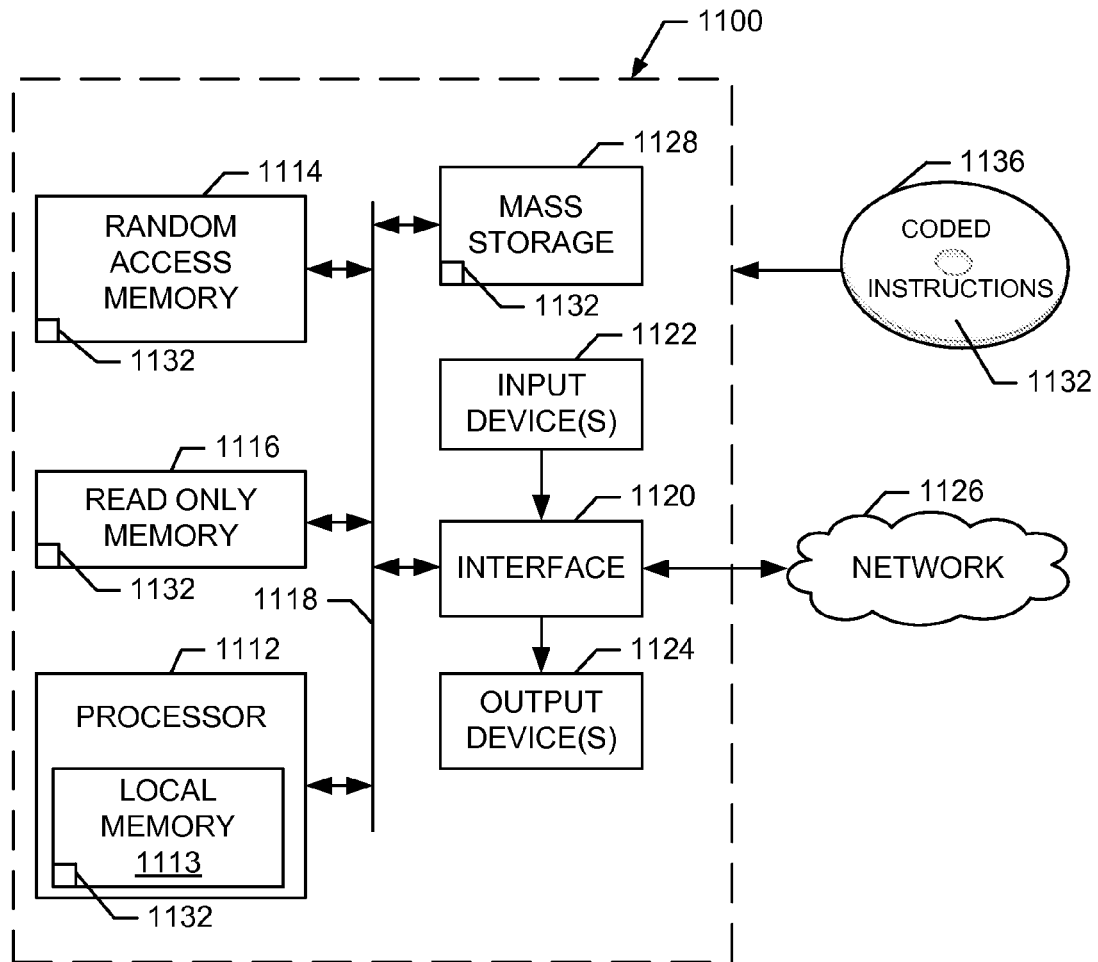 1100
1114
RANDOM
ACCESS
MEMORY
1132
1128
MASS
STORAGE
1132
1136
CODED
INSTRUCTIONS
1132
1122
INPUT
DEVICE(S)
1116
READ ONLY
MEMORY
1132
1120
INTERFACE
1126
NETWORK
1118
1112
PROCESSOR
LOCAL
MEMORY
1113
1132
1124
OUTPUT
DEVICE(S)